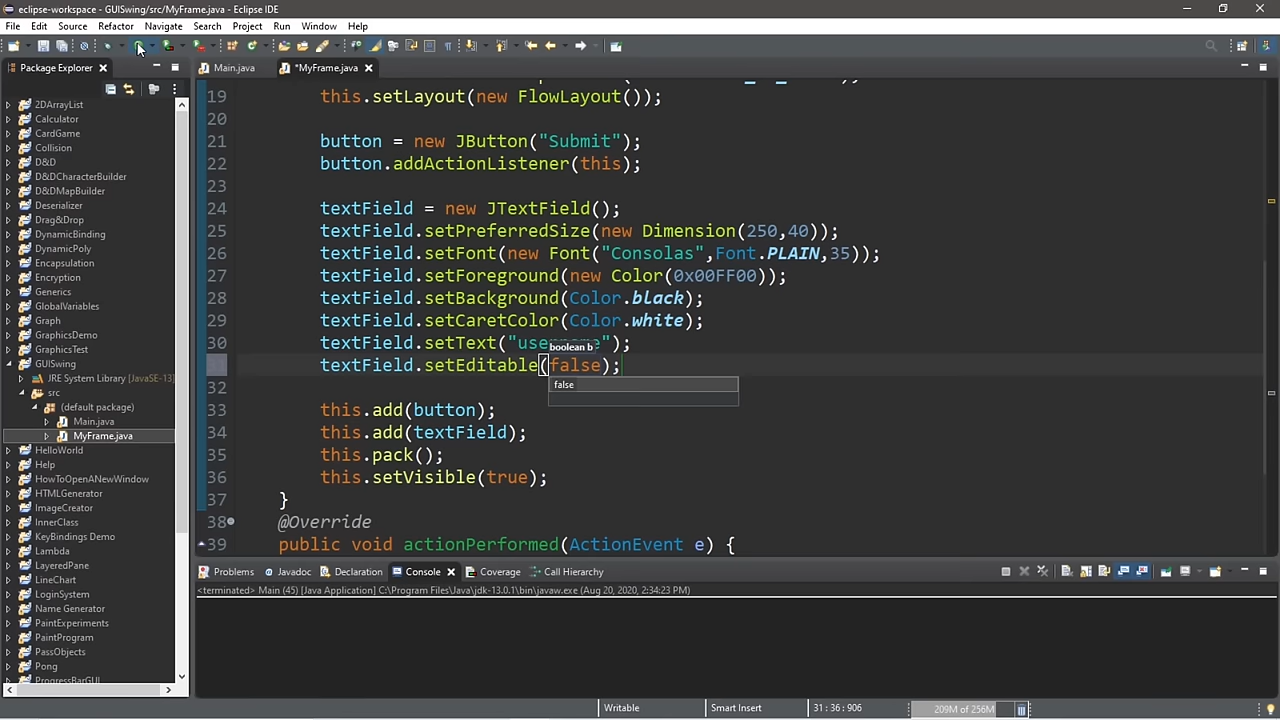 eclipse-workspace - GUISwing/src/MyFrame.java - Eclipse IDE
File Edit Source Refactor Navigate Search Project Run Window Help
Package Explorer
Main.java
*MyFrame.java
2DArrayList
Calculator
CardGame
Collision
D&D
D&DCharacterBuilder
D&DMapBuilder
Deserializer
Drag&Drop
DynamicBinding
DynamicPoly
Encapsulation
Encryption
Generics
GlobalVariables
Graph
GraphicsDemo
GraphicsTest
GUISwing
JRE System Library [JavaSE-13]
src
(default package)
Main.java
MyFrame.java
HelloWorld
Help
HowToOpenANewWindow
HTMLGenerator
ImageCreator
InnerClass
KeyBindings Demo
Lambda
LayeredPane
LineChart
LoginSystem
Name Generator
PaintExperiments
PaintProgram
PassObjects
Pong
ProgressBarGUI
19 this.setLayout(new FlowLayout());
20
21 button = new JButton("Submit");
22 button.addActionListener(this);
23
24 textField = new JTextField();
25 textField.setPreferredSize(new Dimension(250,40));
26 textField.setFont(new Font("Consolas",Font.PLAIN,35));
27 textField.setForeground(new Color(0x00FF00));
28 textField.setBackground(Color.black);
29 textField.setCaretColor(Color.white);
30 textField.setText("username");
boolean b
textField.setEditable(false);
false
32
33 this.add(button);
34 this.add(textField);
35 this.pack();
36 this.setVisible(true);
37 }
38 @Override
39 public void actionPerformed(ActionEvent e) {
Problems Javadoc Declaration Console Coverage Call Hierarchy
<terminated> Main (45) [Java Application] C:\Program Files\Java\jdk-13.0.1\bin\javaw.exe (Aug 20, 2020, 2:34:23 PM)
Writable Smart Insert 31 : 36 : 906 209M of 256M